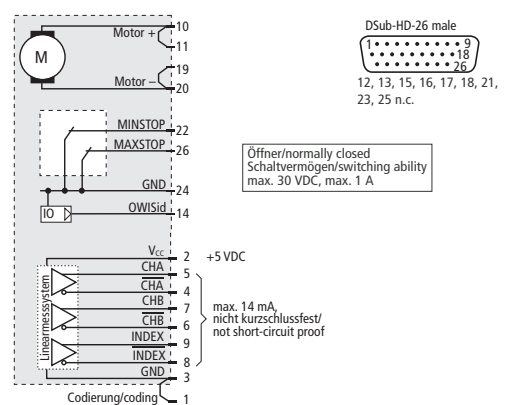 10
Motor +
11
M
19
Motor –
20
MINSTOP
22
MAXSTOP
26
GND
24
IO
OWISid
14
Vcc
2
+5 VDC
CHA
5
CHA
4
CHB
7
CHB
6
INDEX
9
INDEX
8
GND
3
Codierung/coding
1
Linearmesssystem
max. 14 mA,
nicht kurzschlussfest/
not short-circuit proof
DSub-HD-26 male
1 9
18
26
12, 13, 15, 16, 17, 18, 21,
23, 25 n.c.
Öffner/normally closed
Schaltvermögen/switching ability
max. 30 VDC, max. 1 A